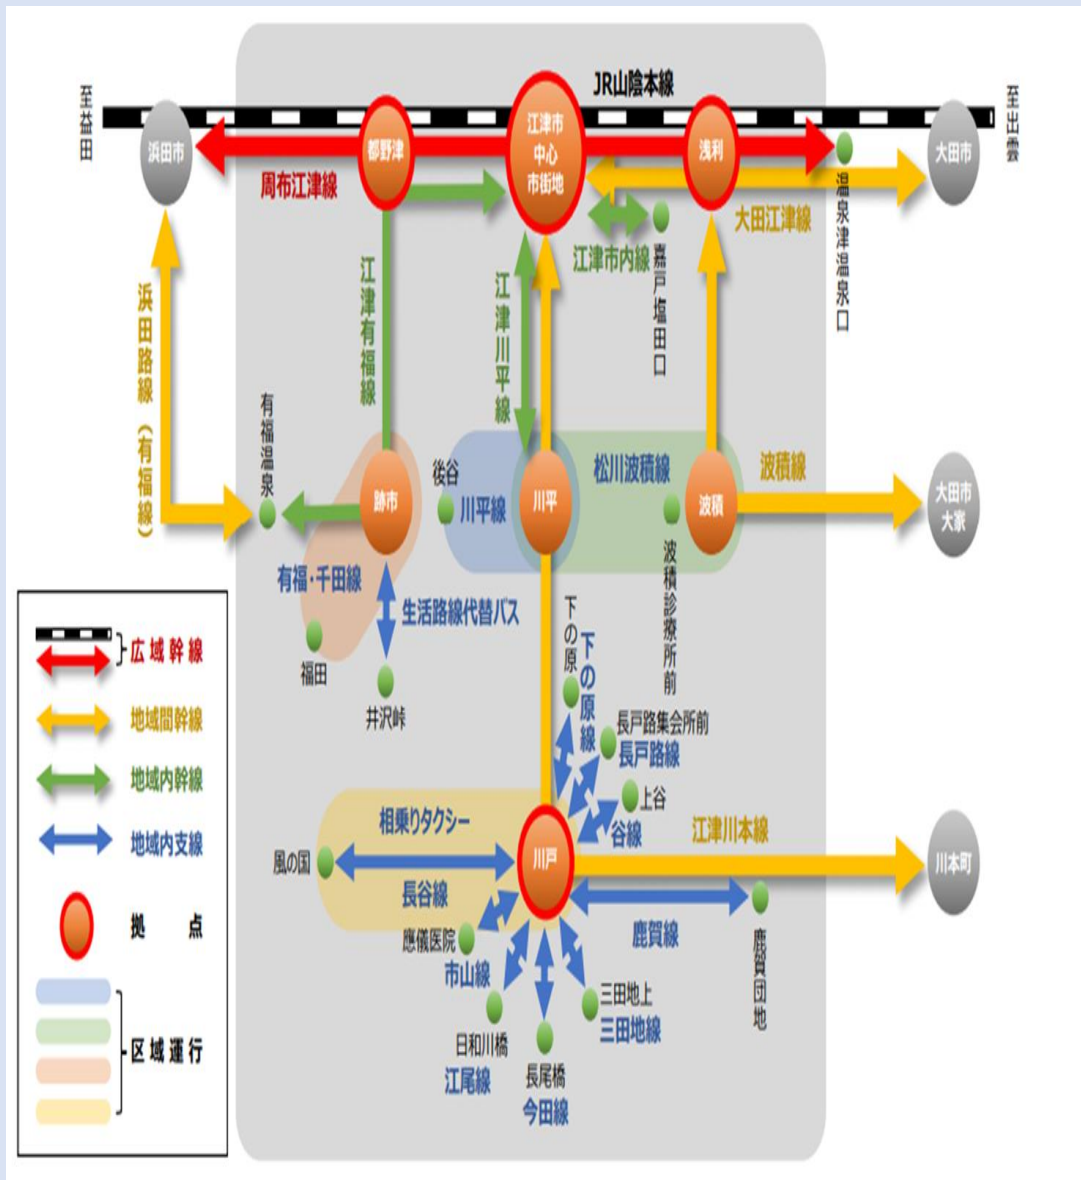 JR山陰本線
至益田
至出雲
浜田市
都野津
江津市
中心
市街地
浅利
大田市
周布江津線
大田江津線
温泉津温泉口
江津市内線
嘉戸塩田口
浜田路線（有福線）
江津有福線
江津川平線
有福温泉
跡市
後谷
川平線
川平
松川波積線
波積
波積線
大田市
大家
波積診療所前
有福・千田線
生活路線代替バス
福田
井沢峠
下の原
下の原線
長戸路集会所前
長戸路線
上谷
谷線
江津川本線
相乗りタクシー
風の国
長谷線
川戸
川本町
鹿賀線
鹿賀団地
應儀医院
市山線
日和川橋
江尾線
長尾橋
今田線
三田地上
三田地線
広域幹線
地域間幹線
地域内幹線
地域内支線
拠点
区域運行